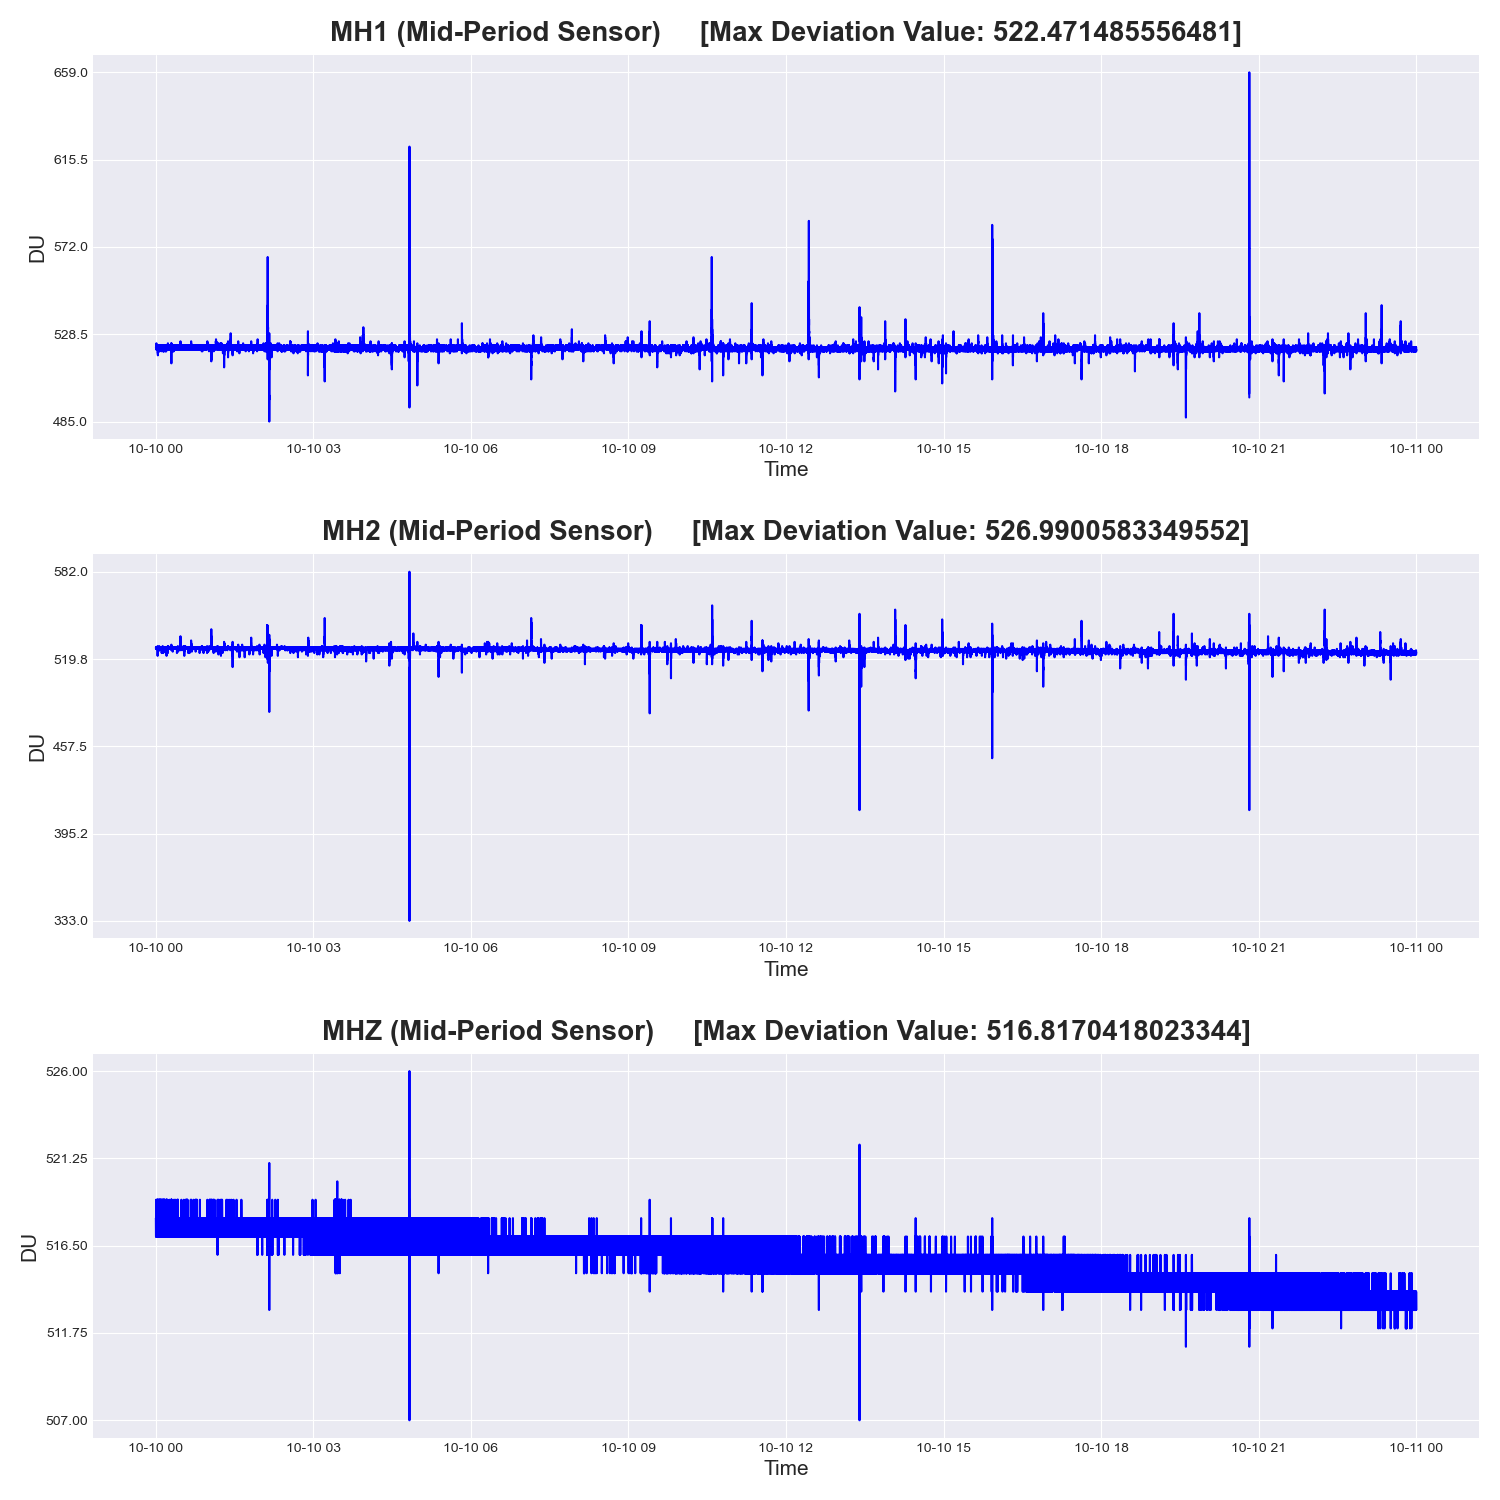 MH1 (Mid-Period Sensor) [Max Deviation Value: 522.471485556481]
659.0
615.5
572.0
528.5
485.0
DU
10-10 00 10-10 03 10-10 06 10-10 09 10-10 12 10-10 15 10-10 18 10-10 21 10-11 00
Time
MH2 (Mid-Period Sensor) [Max Deviation Value: 526.9900583349552]
582.0
519.8
457.5
395.2
333.0
DU
10-10 00 10-10 03 10-10 06 10-10 09 10-10 12 10-10 15 10-10 18 10-10 21 10-11 00
Time
MHZ (Mid-Period Sensor) [Max Deviation Value: 516.8170418023344]
526.00
521.25
516.50
511.75
507.00
DU
10-10 00 10-10 03 10-10 06 10-10 09 10-10 12 10-10 15 10-10 18 10-10 21 10-11 00
Time